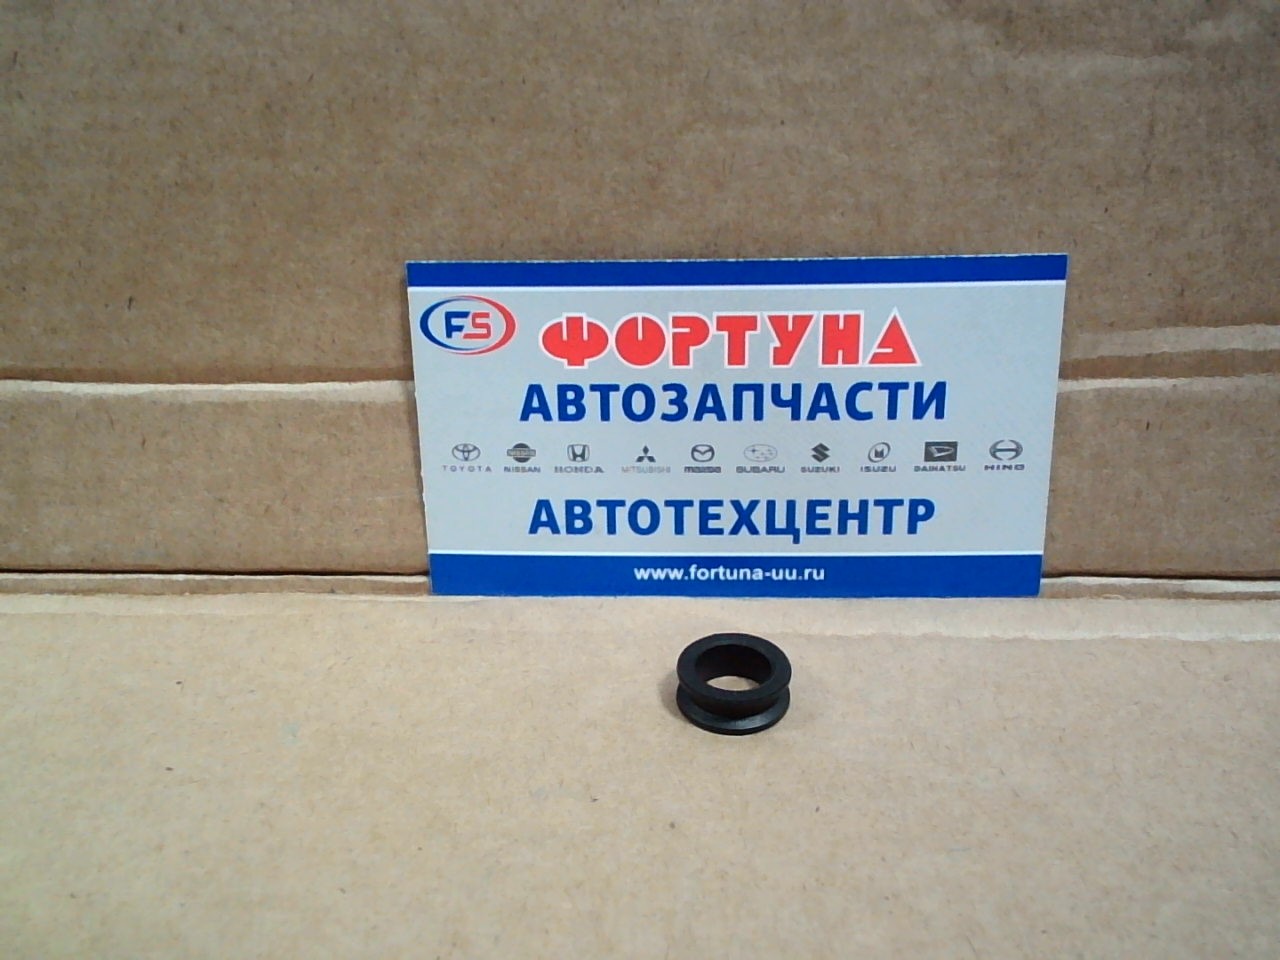 FS
ФОРТУНА
АВТОЗАПЧАСТИ
TOYOTA NISSAN HONDA MITSUBISHI mazda SUBARU SUZUKI ISUZU DAIHATSU HINO
АВТОТЕХЦЕНТР
www.fortuna-uu.ru